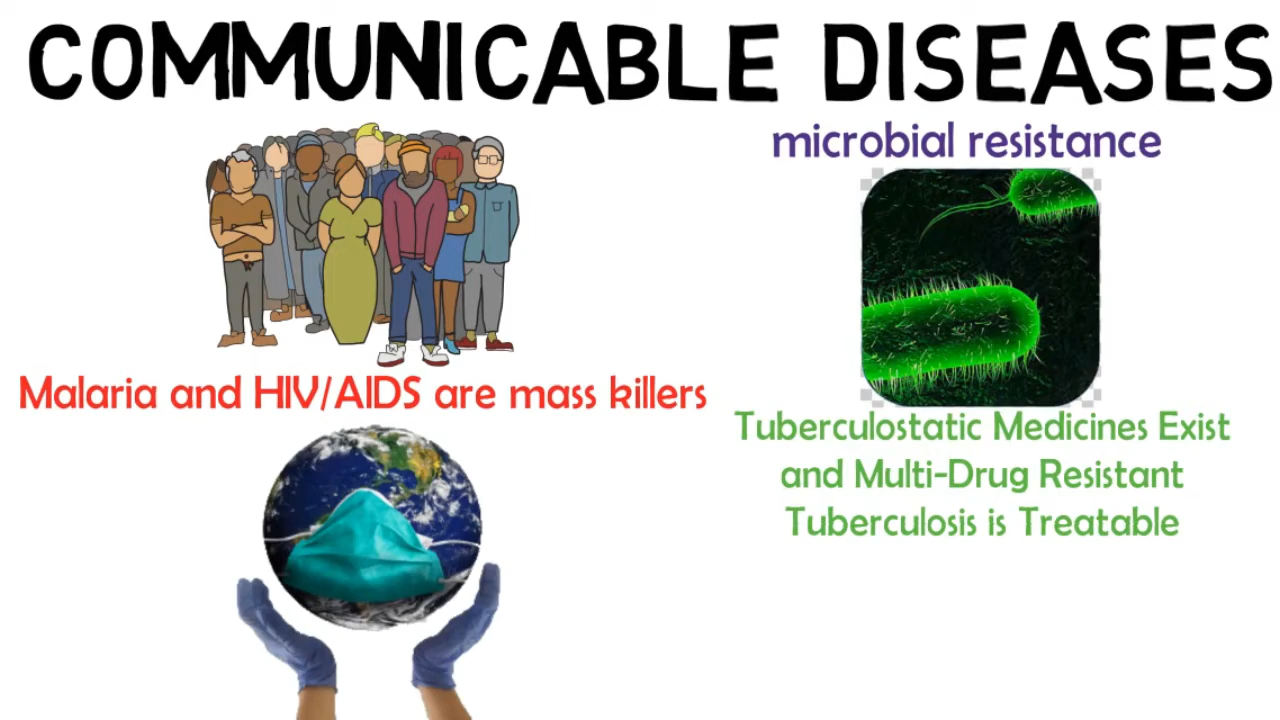 COMMUNICABLE DISEASES
microbial resistance
Malaria and HIV/AIDS are mass killers
Tuberculostatic Medicines Exist
and Multi-Drug Resistant
Tuberculosis is Treatable